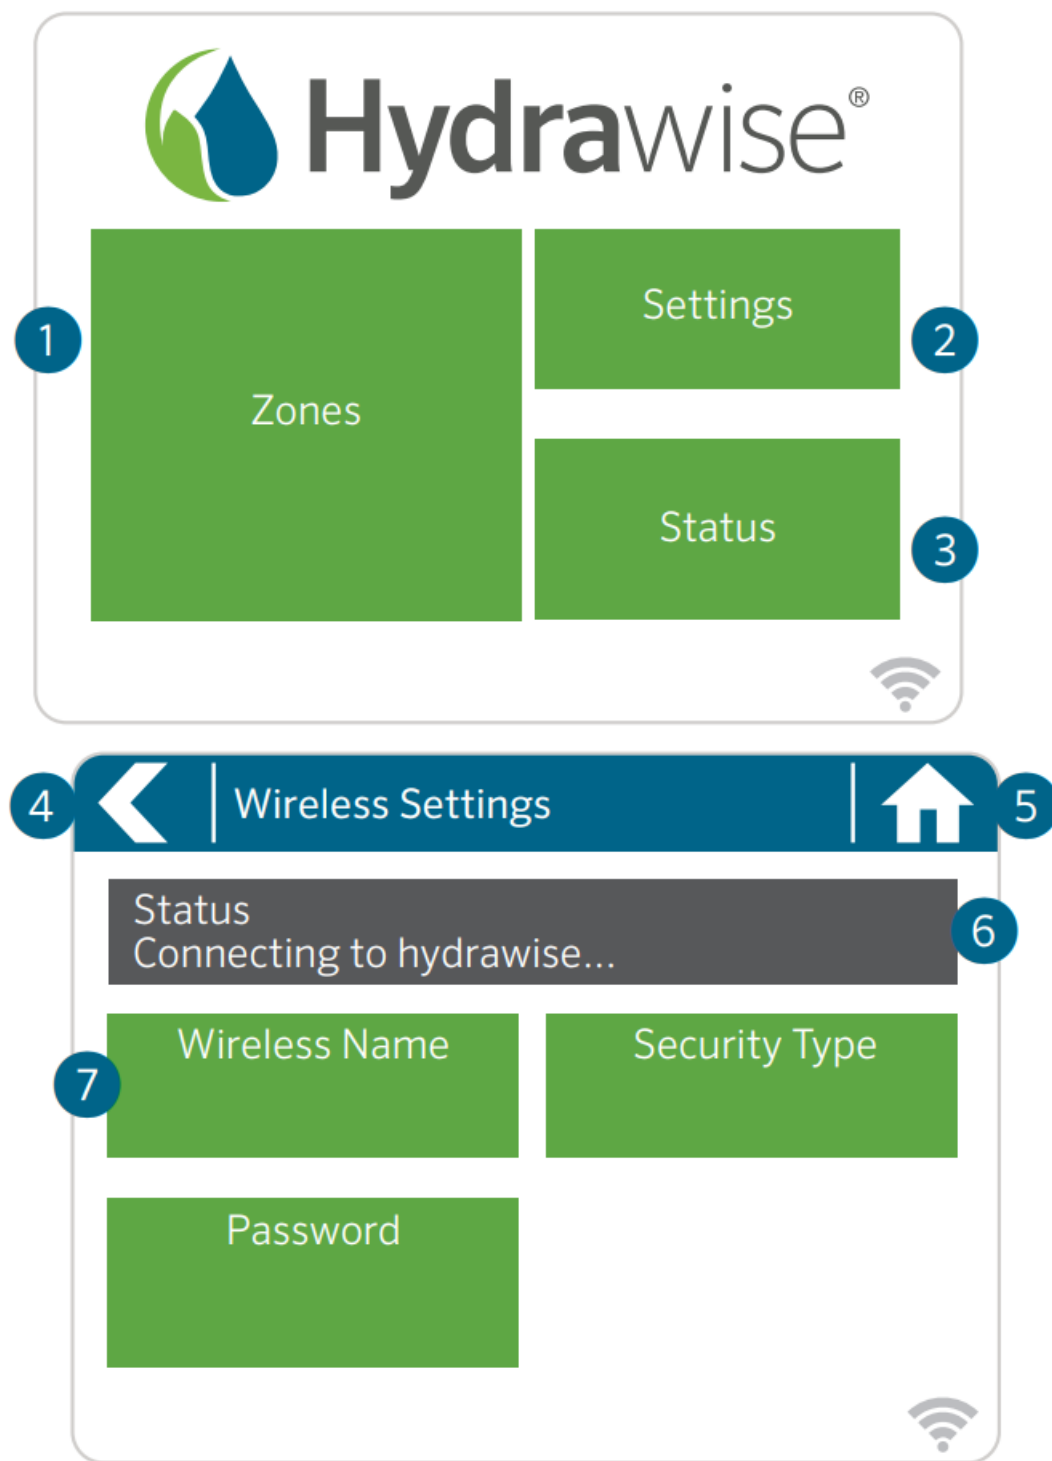 Hydrawise®
1
Zones
Settings
2
Status
3
4
Wireless Settings
5
Status
Connecting to hydrawise...
6
7
Wireless Name
Security Type
Password